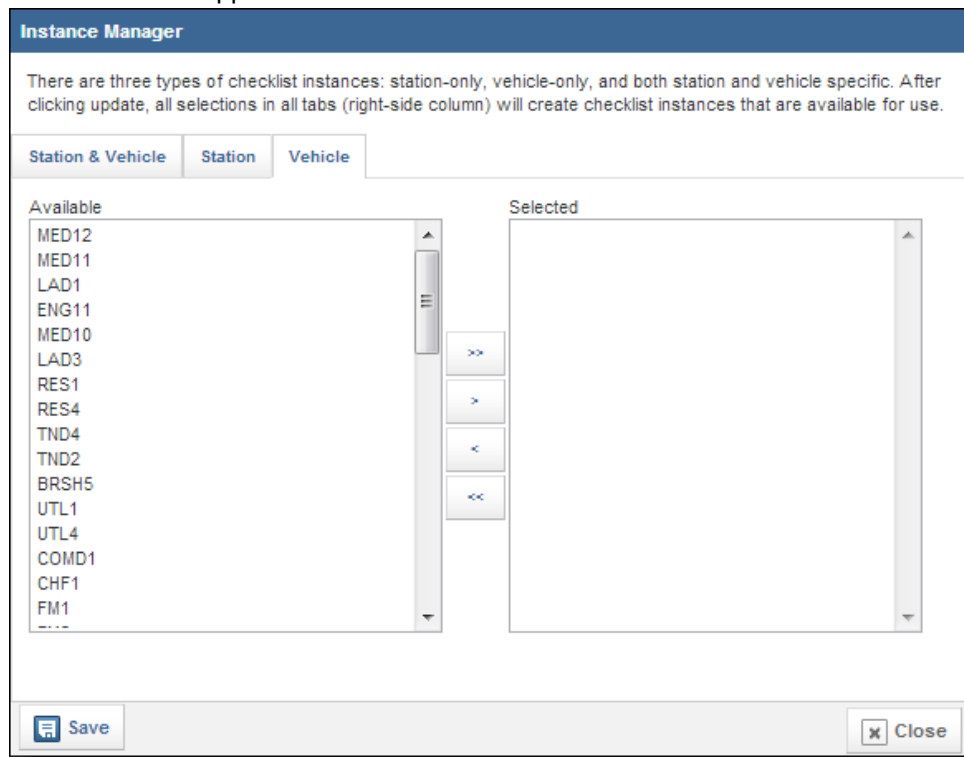 Instance Manager
There are three types of checklist instances: station-only, vehicle-only, and both station and vehicle specific. After
clicking update, all selections in all tabs (right-side column) will create checklist instances that are available for use.
Station & Vehicle Station Vehicle
Available Selected
MED12
MED11
LAD1
ENG11
MED10
LAD3
RES1
RES4
TND4
TND2
BRSH5
UTL1
UTL4
COMD1
CHF1
FM1
>>
>
<
<<
Save Close